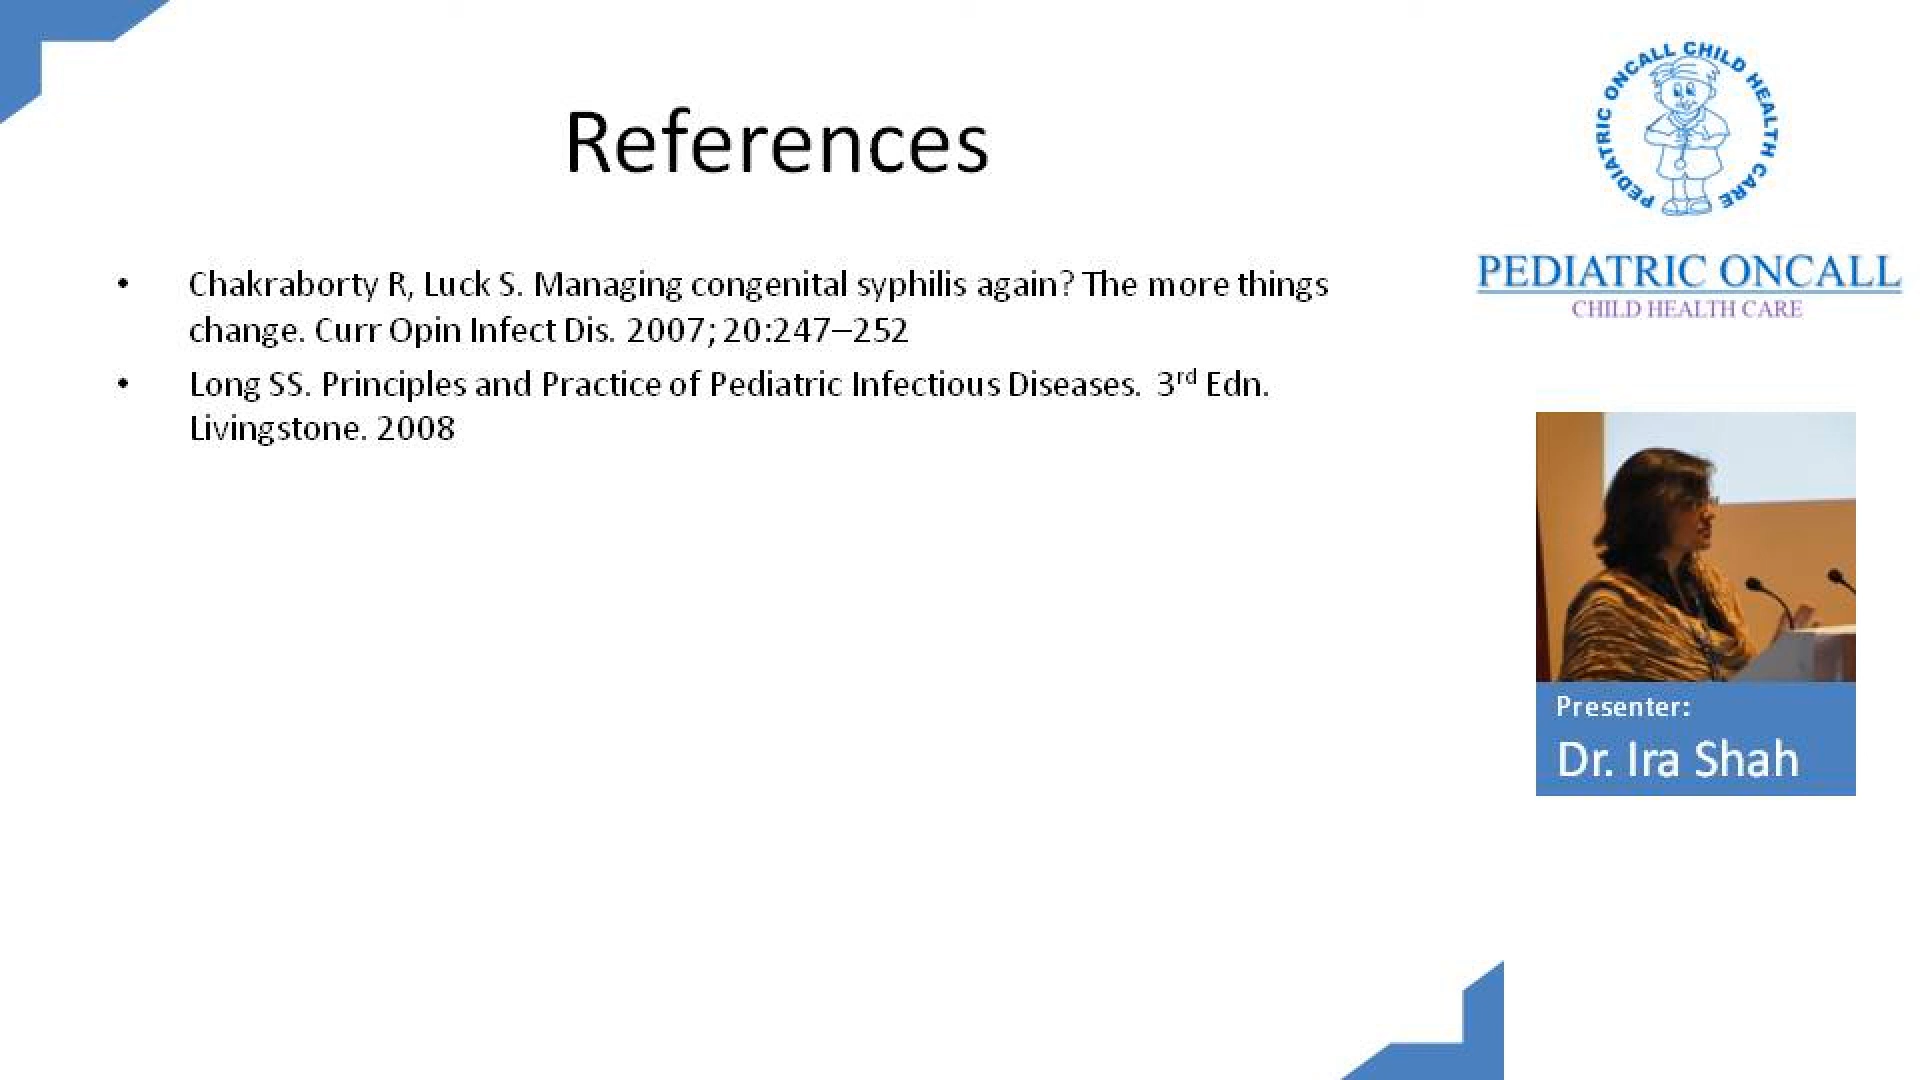 References
• Chakraborty R, Luck S. Managing congenital syphilis again? The more things
change. Curr Opin Infect Dis. 2007; 20:247–252
• Long SS. Principles and Practice of Pediatric Infectious Diseases. 3rd Edn.
Livingstone. 2008
PEDIATRIC ONCALL CHILD HEALTH CARE
PEDIATRIC ONCALL
CHILD HEALTH CARE
Presenter:
Dr. Ira Shah